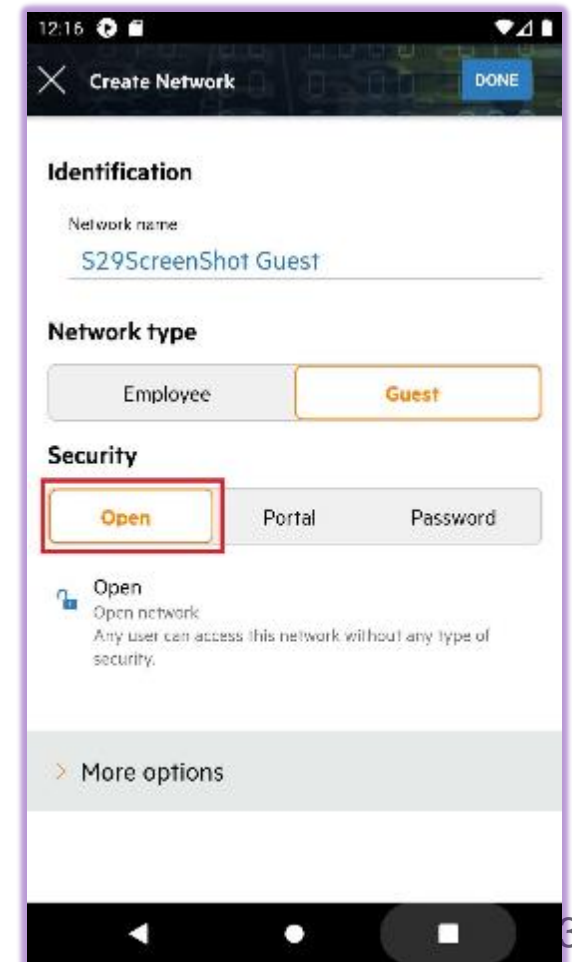 12:16
Create Network
DONE
Identification
Network name
S29ScreenShot Guest
Network type
Employee Guest
Security
Open Portal Password
Open
Open network
Any user can access this network without any type of
security.
> More options